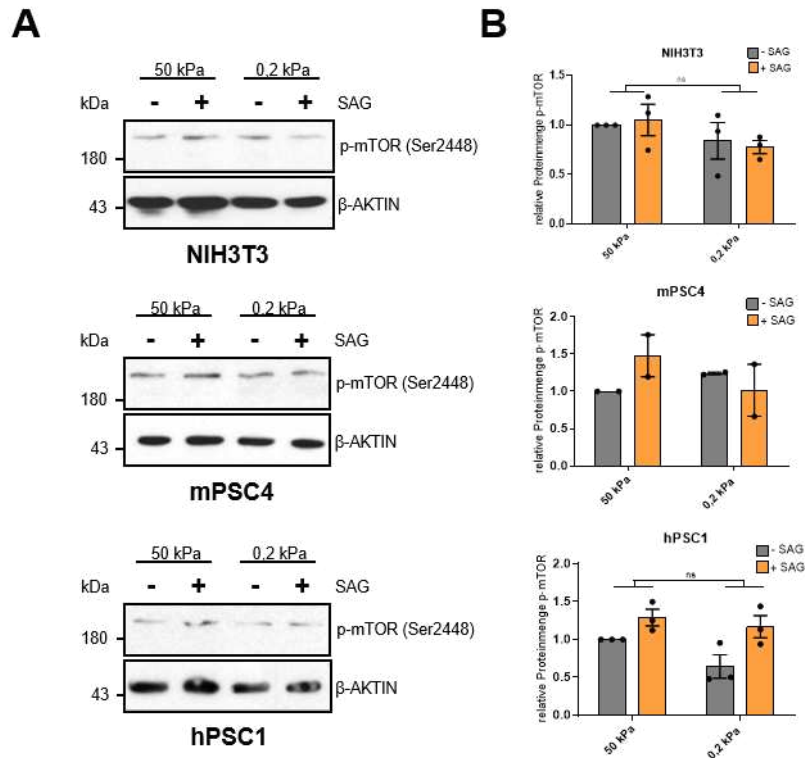 A
50 kPa 0,2 kPa
kDa - + - + SAG
180 p-mTOR (Ser2448)
43 β-AKTIN
NIH3T3
50 kPa 0.2 kPa
kDa - + - + SAG
180 p-mTOR (Ser2448)
43 β-AKTIN
mPSC4
50 kPa 0,2 kPa
kDa - + - + SAG
180 p-mTOR (Ser2448)
43 β-AKTIN
hPSC1
B
NIH3T3
- SAG
+ SAG
ns
relative Proteinmenge p-mTOR
1.5
1.0
0.5
0.0
50 kPa
0,2 kPa
mPSC4
- SAG
+ SAG
relative Proteinmenge p-mTOR
2.0
1.5
1.0
0.5
0.0
50 kPa
0,2 kPa
hPSC1
- SAG
+ SAG
ns
relative Proteinmenge p-mTOR
2.0
1.5
1.0
0.5
0.0
50 kPa
0,2 kPa